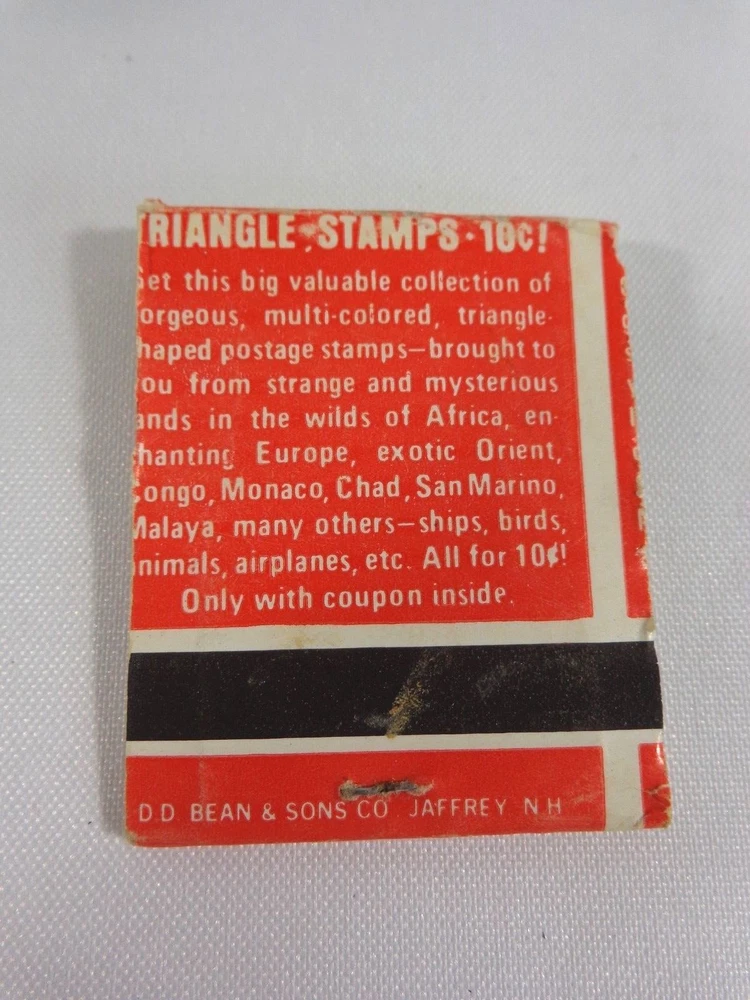 RIANGLE STAMPS · 10¢!
et this big valuable collection of
orgeous, multi-colored, triangle-
haped postage stamps—brought to
ou from strange and mysterious
ands in the wilds of Africa, en-
hanting Europe, exotic Orient,
ongo, Monaco, Chad, San Marino,
Malaya, many others—ships, birds,
nimals, airplanes, etc. All for 10¢!
Only with coupon inside.
D.D BEAN & SONS CO JAFFREY N H